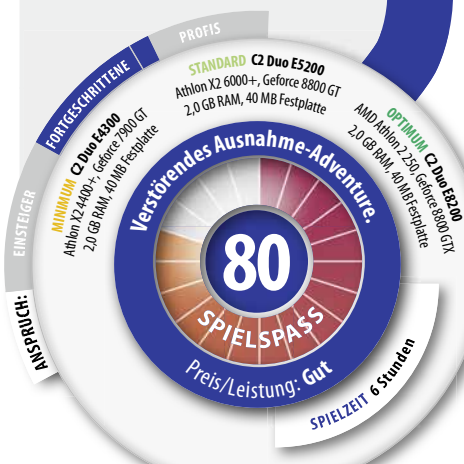 ANSPRUCH:
EINSTEIGER
FORTGESCHRITTENE
PROFIS
MINIMUM C2 Duo E4300
Athlon X2 4400+, Geforce 7900 GT
2,0 GB RAM, 40 MB Festplatte
STANDARD C2 Duo E5200
Athlon X2 6000+, Geforce 8800 GT
2,0 GB RAM, 40 MB Festplatte
OPTIMUM C2 Duo E8200
AMD Athlon 2 250, Geforce 8800 GTX
2,0 GB RAM, 40 MB Festplatte
Verstörendes Ausnahme-Adventure.
80
SPIELSPASS
Preis/Leistung: Gut
SPIELZEIT 6 Stunden